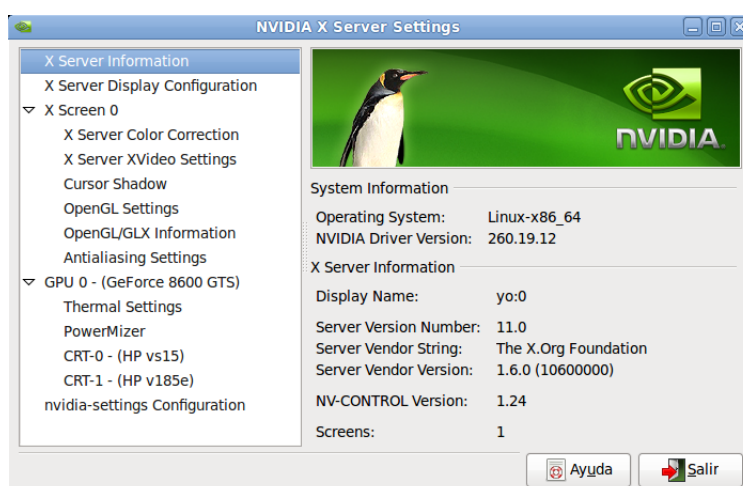 NVIDIA X Server Settings
X Server Information
X Server Display Configuration
X Screen 0
X Server Color Correction
X Server XVideo Settings
Cursor Shadow
OpenGL Settings
OpenGL/GLX Information
Antialiasing Settings
GPU 0 - (GeForce 8600 GTS)
Thermal Settings
PowerMizer
CRT-0 - (HP vs15)
CRT-1 - (HP v185e)
nvidia-settings Configuration
NVIDIA.
System Information
Operating System: Linux-x86_64
NVIDIA Driver Version: 260.19.12
X Server Information
Display Name: yo:0
Server Version Number: 11.0
Server Vendor String: The X.Org Foundation
Server Vendor Version: 1.6.0 (10600000)
NV-CONTROL Version: 1.24
Screens: 1
Ayuda
Salir